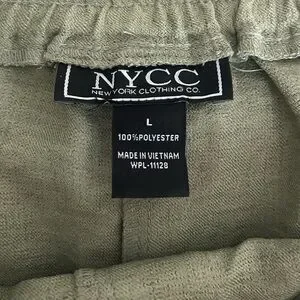 NYCC
NEW YORK CLOTHING CO.
L
100% POLYESTER
MADE IN VIETNAM
WPL-11128